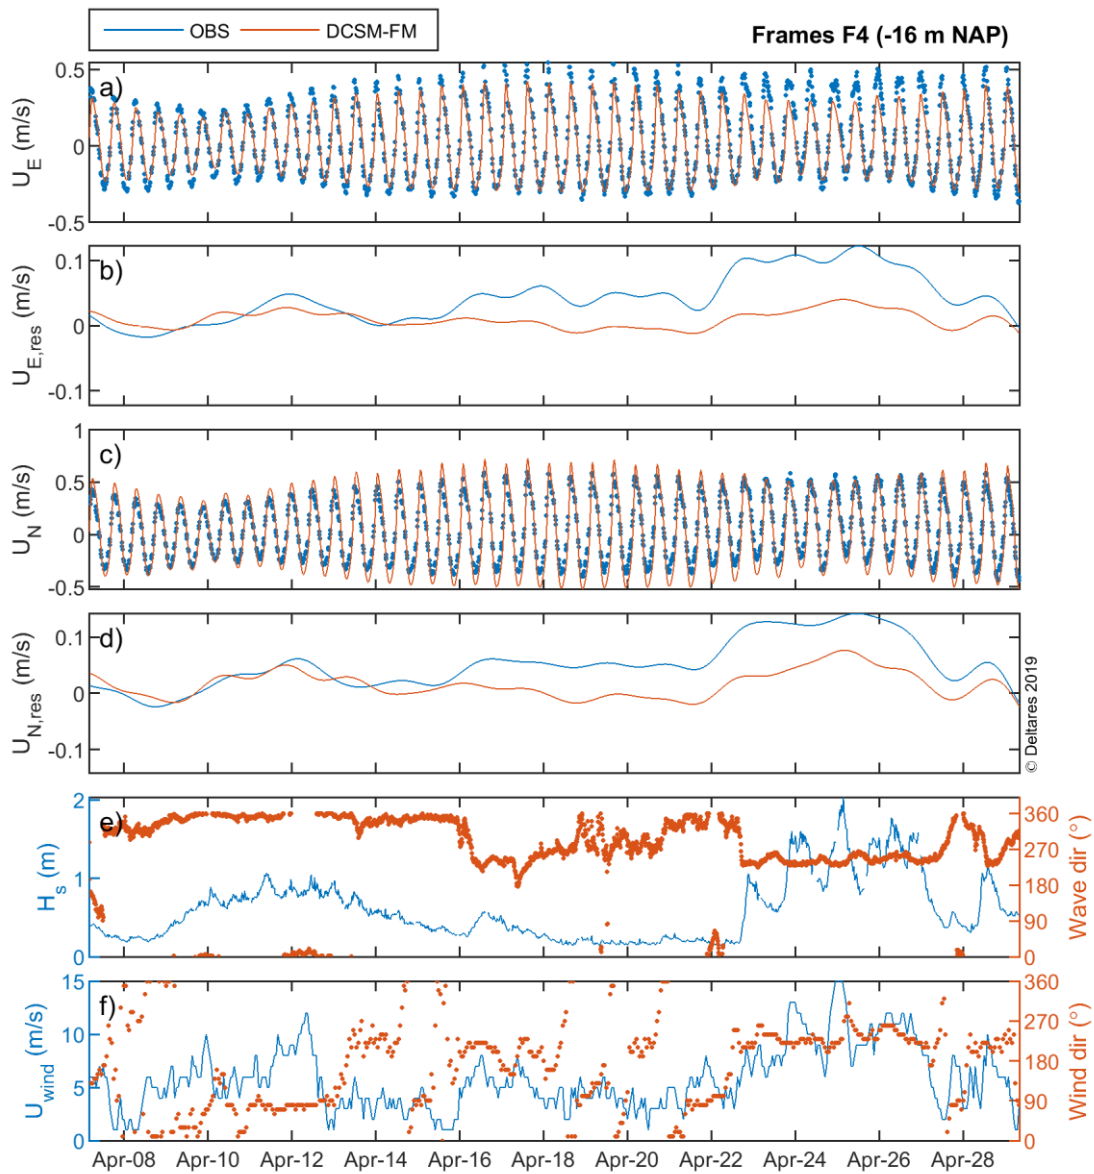 OBS DCSM-FM
Frames F4 (-16 m NAP)
a)
U_E (m/s)
0.5
0
-0.5
b)
U_E,res (m/s)
0.1
0
-0.1
c)
U_N (m/s)
1
0.5
0
-0.5
d)
U_N,res (m/s)
0.1
0
-0.1
© Deltares 2019
e)
H_s (m)
2
1
0
360
270
180
90
0
Wave dir (°)
f)
U_wind (m/s)
15
10
5
0
360
270
180
90
0
Wind dir (°)
Apr-08 Apr-10 Apr-12 Apr-14 Apr-16 Apr-18 Apr-20 Apr-22 Apr-24 Apr-26 Apr-28